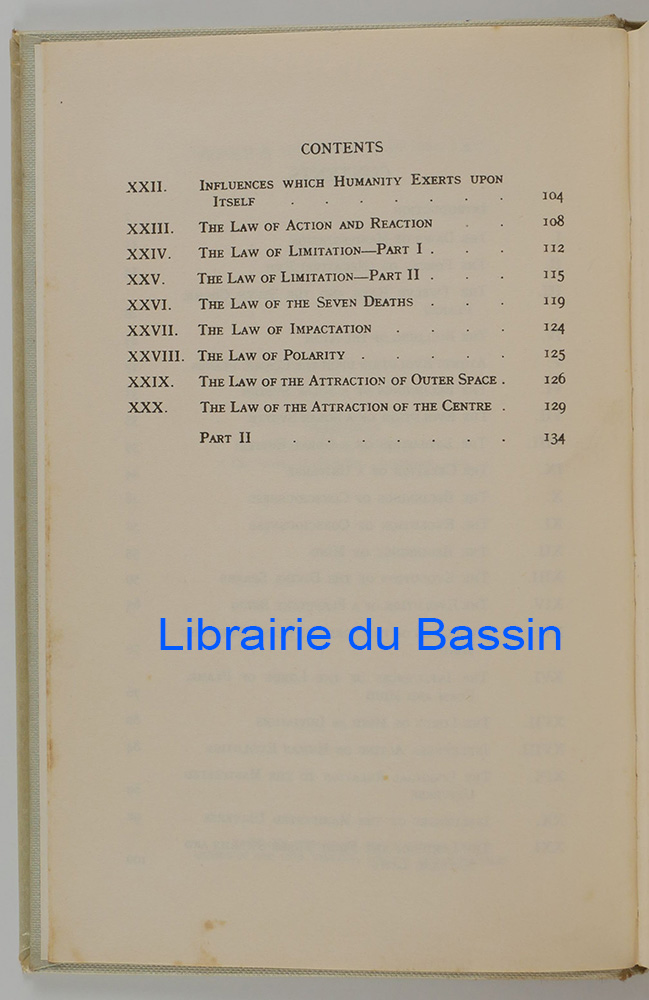 CONTENTS
XXII. INFLUENCES WHICH HUMANITY EXERTS UPON
ITSELF . . . . . . . 104
XXIII. THE LAW OF ACTION AND REACTION . . 108
XXIV. THE LAW OF LIMITATION—PART I . . . 112
XXV. THE LAW OF LIMITATION—PART II . . . 115
XXVI. THE LAW OF THE SEVEN DEATHS . . . 119
XXVII. THE LAW OF IMPACTATION . . . . 124
XXVIII. THE LAW OF POLARITY . . . . . 125
XXIX. THE LAW OF THE ATTRACTION OF OUTER SPACE . 126
XXX. THE LAW OF THE ATTRACTION OF THE CENTRE . 129
PART II . . . . . . . 134
Librairie du Bassin